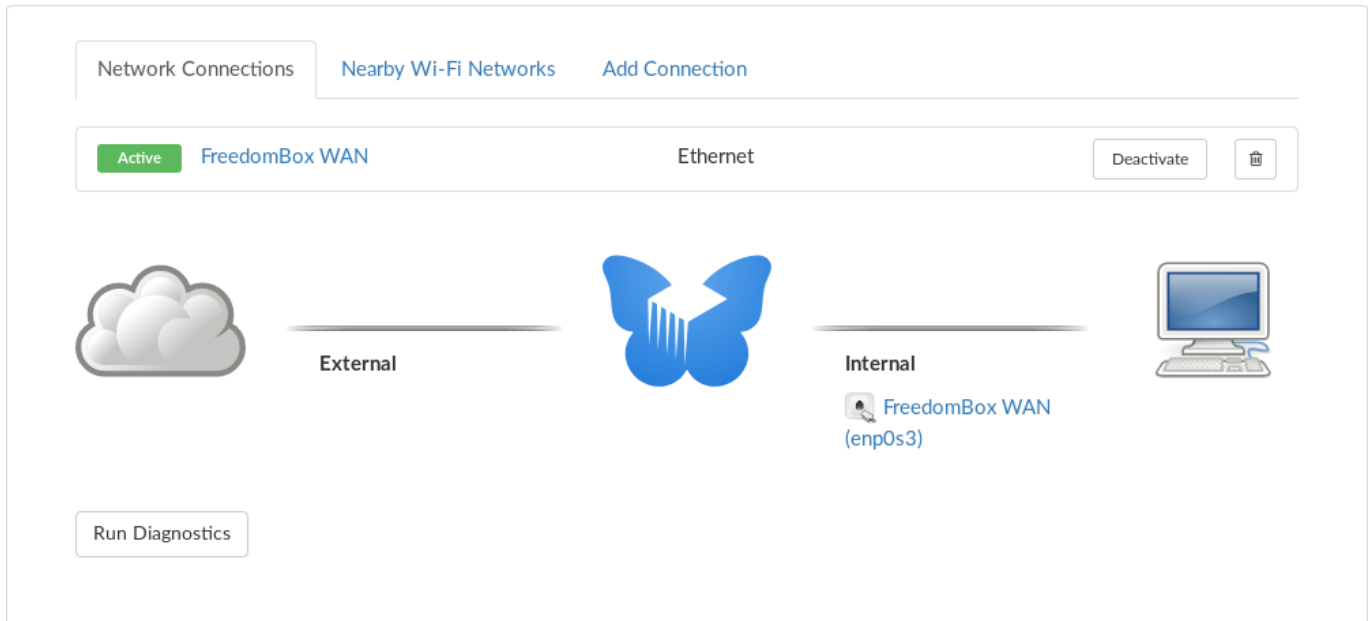 Network Connections Nearby Wi-Fi Networks Add Connection
Active FreedomBox WAN Ethernet Deactivate
External Internal
FreedomBox WAN
(enp0s3)
Run Diagnostics